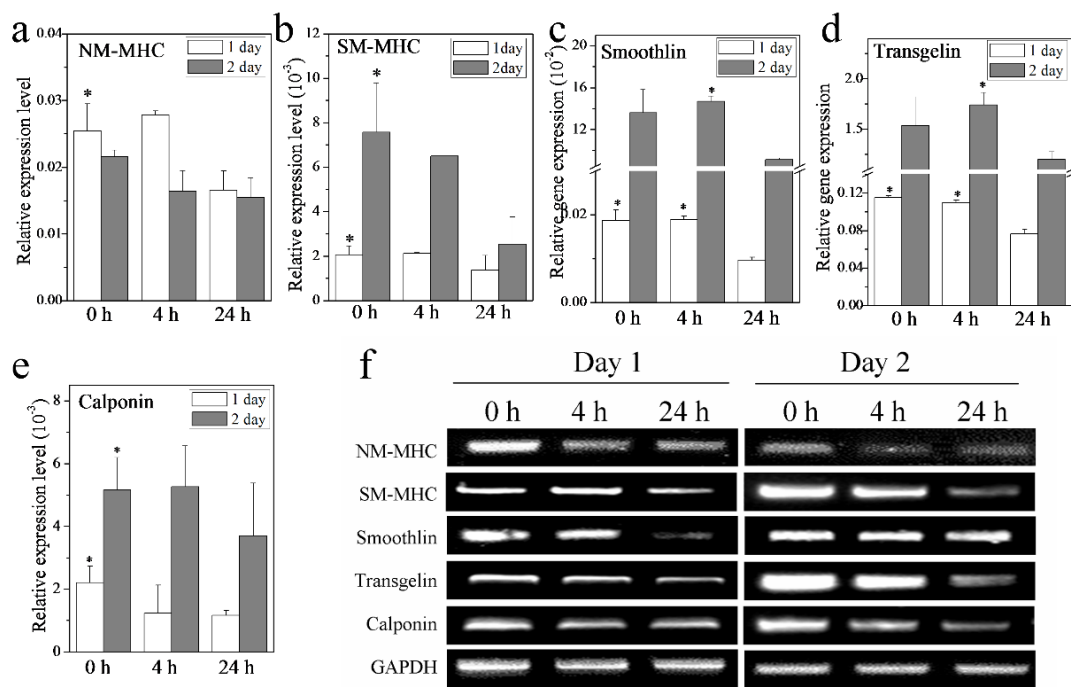 a
NM-MHC
1 day
2 day
Relative expression level
0.04
0.03
0.02
0.01
0.00
*
0 h 4 h 24 h
b
SM-MHC
1day
2day
Relative expression level (10⁻³)
12
10
8
6
4
2
0
*
*
0 h 4 h 24 h
c
Smoothlin
1 day
2 day
Relative gene expression (10⁻²)
16
14
12
10
0.02
0.00
* * *
0 h 4 h 24 h
d
Transgelin
1 day
2 day
Relative gene expression
2.0
1.5
0.12
0.08
0.04
0.00
* * *
0 h 4 h 24 h
e
Calponin
1 day
2 day
Relative expression level (10⁻³)
8
6
4
2
0
*
*
0 h 4 h 24 h
f
Day 1 Day 2
0 h 4 h 24 h 0 h 4 h 24 h
NM-MHC
SM-MHC
Smoothlin
Transgelin
Calponin
GAPDH